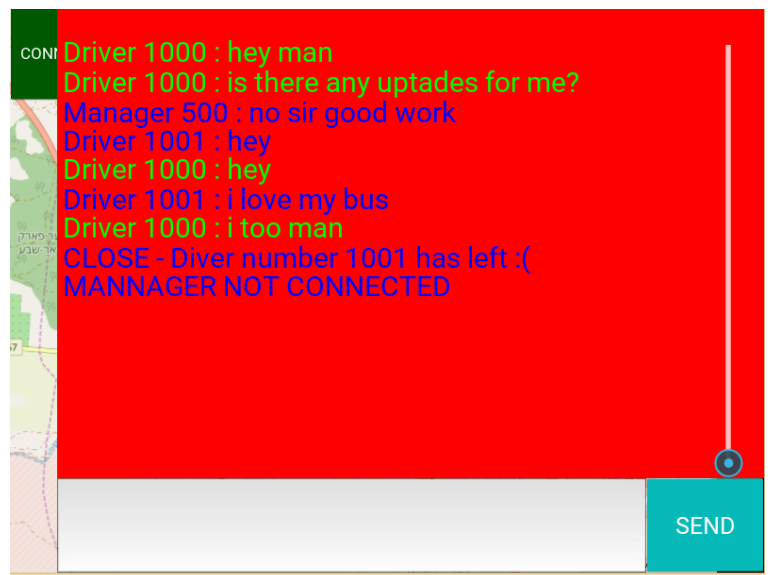 CONN
Driver 1000 : hey man
Driver 1000 : is there any uptades for me?
Manager 500 : no sir good work
Driver 1001 : hey
Driver 1000 : hey
Driver 1001 : i love my bus
Driver 1000 : i too man
CLOSE - Diver number 1001 has left :(
MANNAGER NOT CONNECTED
SEND